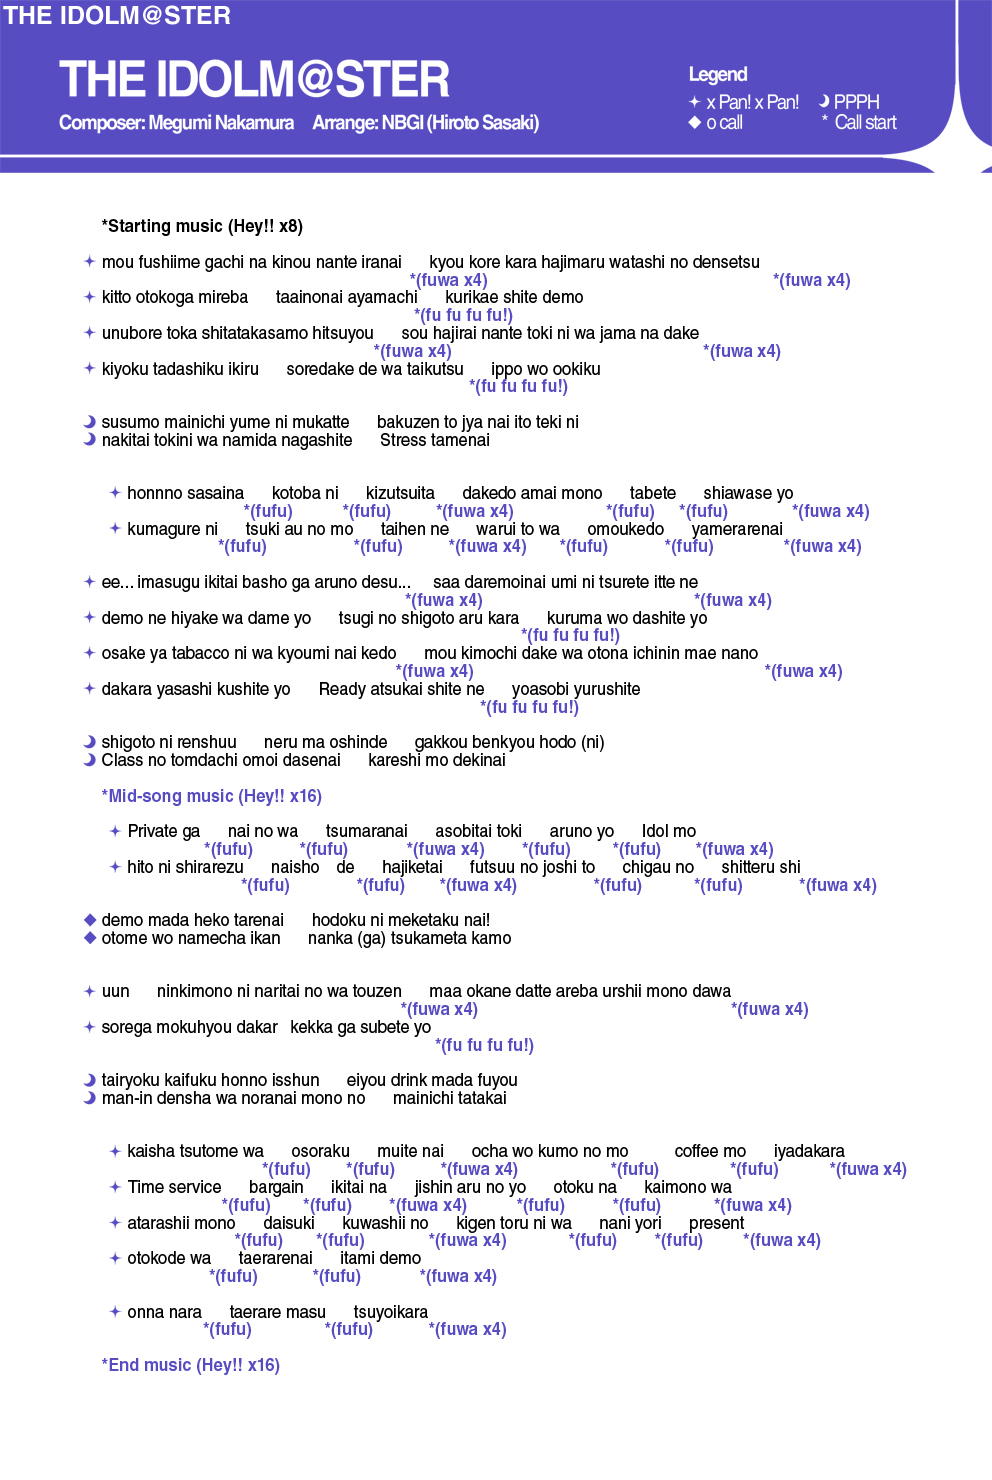 THE IDOLM@STER
THE IDOLM@STER
Composer: Megumi Nakamura Arrange: NBGI (Hiroto Sasaki)
Legend
x Pan! x Pan! PPPH
o call * Call start
*Starting music (Hey!! x8)
mou fushiime gachi na kinou nante iranai kyou kore kara hajimaru watashi no densetsu
*(fuwa x4) *(fuwa x4)
kitto otokoga mireba taainonai ayamachi kurikae shite demo
*(fu fu fu fu!)
unubore toka shitatakasamo hitsuyou sou hajirai nante toki ni wa jama na dake
*(fuwa x4) *(fuwa x4)
kiyoku tadashiku ikiru soredake de wa taikutsu ippo wo ookiku
*(fu fu fu fu!)
susumo mainichi yume ni mukatte bakuzen to jya nai ito teki ni
nakitai tokini wa namida nagashite Stress tamenai
honnno sasaina kotoba ni kizutsuita dakedo amai mono tabete shiawase yo
*(fufu) *(fufu) *(fuwa x4) *(fufu) *(fufu) *(fuwa x4)
kumagure ni tsuki au no mo taihen ne warui to wa omoukedo yamerarenai
*(fufu) *(fufu) *(fuwa x4) *(fufu) *(fufu) *(fuwa x4)
ee... imasugu ikitai basho ga aruno desu... saa daremoinai umi ni tsurete itte ne
*(fuwa x4) *(fuwa x4)
demo ne hiyake wa dame yo tsugi no shigoto aru kara kuruma wo dashite yo
*(fu fu fu fu!)
osake ya tabacco ni wa kyoumi nai kedo mou kimochi dake wa otona ichinin mae nano
*(fuwa x4) *(fuwa x4)
dakara yasashi kushite yo Ready atsukai shite ne yoasobi yurushite
*(fu fu fu fu!)
shigoto ni renshuu neru ma oshinde gakkou benkyou hodo (ni)
Class no tomdachi omoi dasenai kareshi mo dekinai
*Mid-song music (Hey!! x16)
Private ga nai no wa tsumaranai asobitai toki aruno yo Idol mo
*(fufu) *(fufu) *(fuwa x4) *(fufu) *(fufu) *(fuwa x4)
hito ni shirarezu naisho de hajiketai futsuu no joshi to chigau no shitteru shi
*(fufu) *(fufu) *(fuwa x4) *(fufu) *(fufu) *(fuwa x4)
demo mada heko tarenai hodoku ni meketaku nai!
otome wo namecha ikan nanka (ga) tsukameta kamo
uun ninkimono ni naritai no wa touzen maa okane datte areba urshii mono dawa
*(fuwa x4) *(fuwa x4)
sorega mokuhyou dakar kekka ga subete yo
*(fu fu fu fu!)
tairyoku kaifuku honno isshun eiyou drink mada fuyou
man-in densha wa noranai mono no mainichi tatakai
kaisha tsutome wa osoraku muite nai ocha wo kumo no mo coffee mo iyadakara
*(fufu) *(fufu) *(fuwa x4) *(fufu) *(fufu) *(fuwa x4)
Time service bargain ikitai na jishin aru no yo otoku na kaimono wa
*(fufu) *(fufu) *(fuwa x4) *(fufu) *(fufu) *(fuwa x4)
atarashii mono daisuki kuwashii no kigen toru ni wa nani yori present
*(fufu) *(fufu) *(fuwa x4) *(fufu) *(fufu) *(fuwa x4)
otokode wa taerarenai itami demo
*(fufu) *(fufu) *(fuwa x4)
onna nara taerare masu tsuyoikara
*(fufu) *(fufu) *(fuwa x4)
*End music (Hey!! x16)